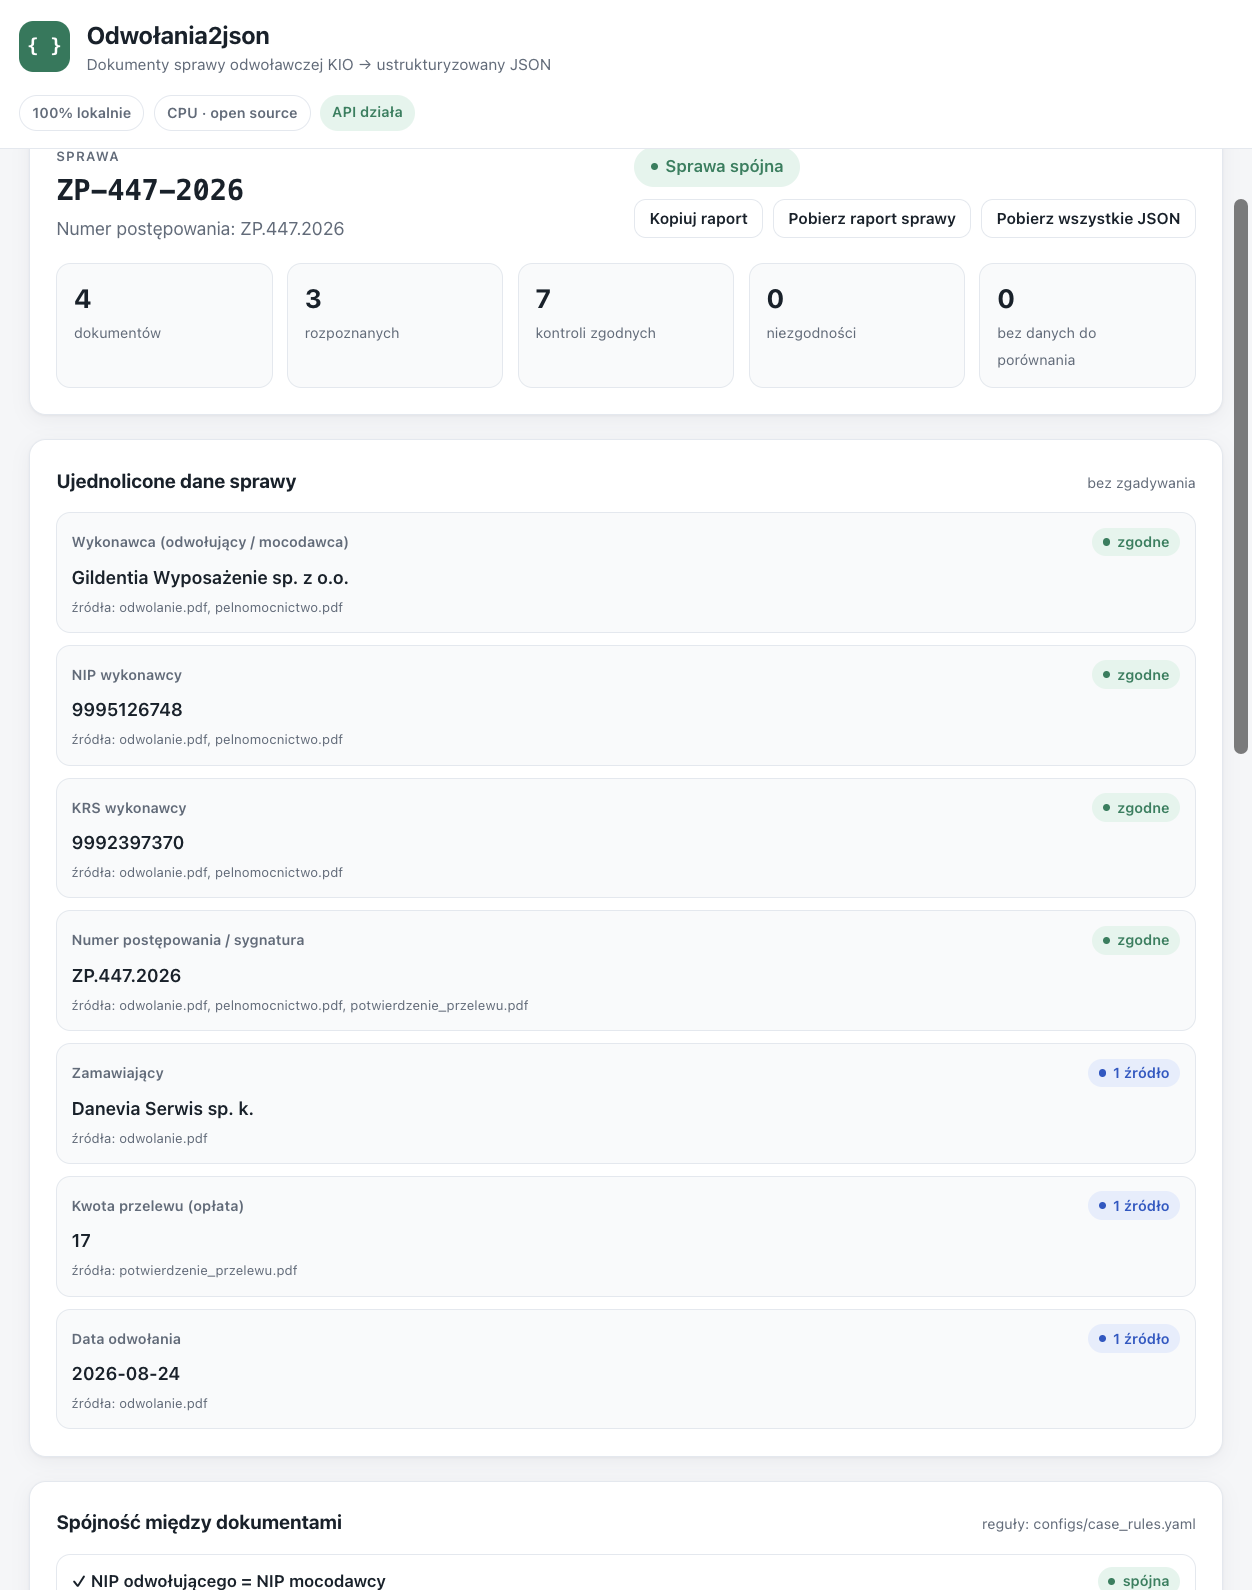 { }
Odwołania2json
Dokumenty sprawy odwoławczej KIO → ustrukturyzowany JSON
100% lokalnie
CPU · open source
API działa
SPRAWA
ZP–447–2026
Numer postępowania: ZP.447.2026
Sprawa spójna
Kopiuj raport
Pobierz raport sprawy
Pobierz wszystkie JSON
4
dokumentów
3
rozpoznanych
7
kontroli zgodnych
0
niezgodności
0
bez danych do
porównania
Ujednolicone dane sprawy
bez zgadywania
Wykonawca (odwołujący / mocodawca)
zgodne
Gildentia Wyposażenie sp. z o.o.
źródła: odwolanie.pdf, pelnomocnictwo.pdf
NIP wykonawcy
zgodne
9995126748
źródła: odwolanie.pdf, pelnomocnictwo.pdf
KRS wykonawcy
zgodne
9992397370
źródła: odwolanie.pdf, pelnomocnictwo.pdf
Numer postępowania / sygnatura
zgodne
ZP.447.2026
źródła: odwolanie.pdf, pelnomocnictwo.pdf, potwierdzenie_przelewu.pdf
Zamawiający
1 źródło
Danevia Serwis sp. k.
źródła: odwolanie.pdf
Kwota przelewu (opłata)
1 źródło
17
źródła: potwierdzenie_przelewu.pdf
Data odwołania
1 źródło
2026-08-24
źródła: odwolanie.pdf
Spójność między dokumentami
reguły: configs/case_rules.yaml
✓ NIP odwołującego = NIP mocodawcy
spójna